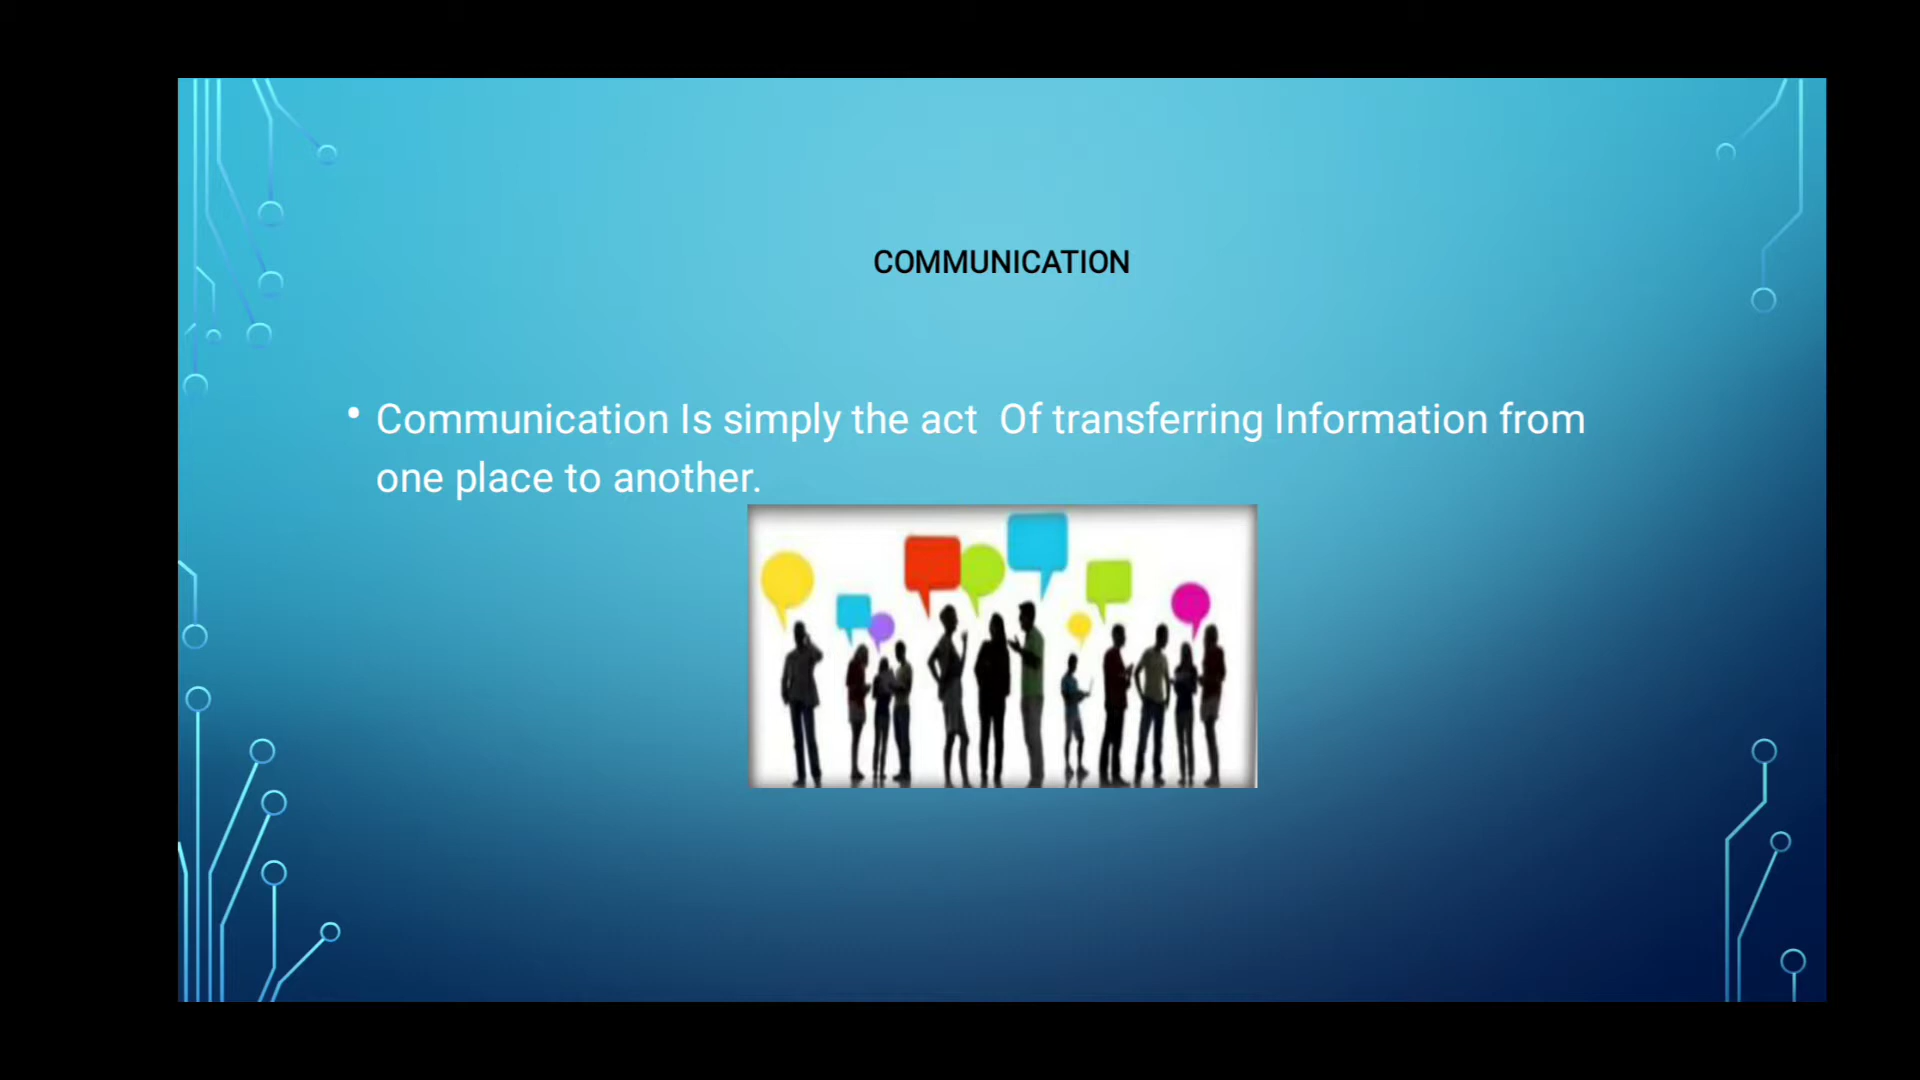 COMMUNICATION
• Communication Is simply the act  Of transferring Information from
one place to another.